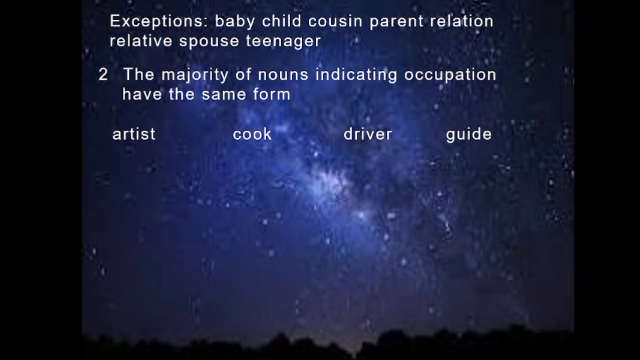 Exceptions: baby child cousin parent relation
relative spouse teenager
2 The majority of nouns indicating occupation
have the same form
artist cook driver guide